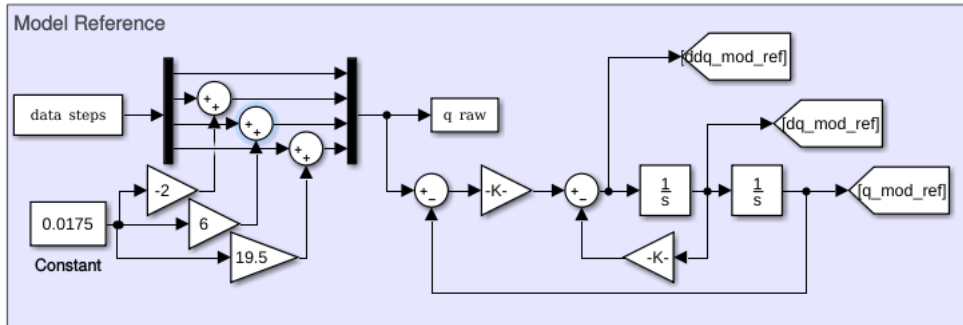 Model Reference
[ddq_mod_ref]
data steps
+
+
+
+
+
+
q raw
[dq_mod_ref]
-2
+
−
-K-
+
−
1
s
1
s
[q_mod_ref]
0.0175
6
19.5
-K-
Constant